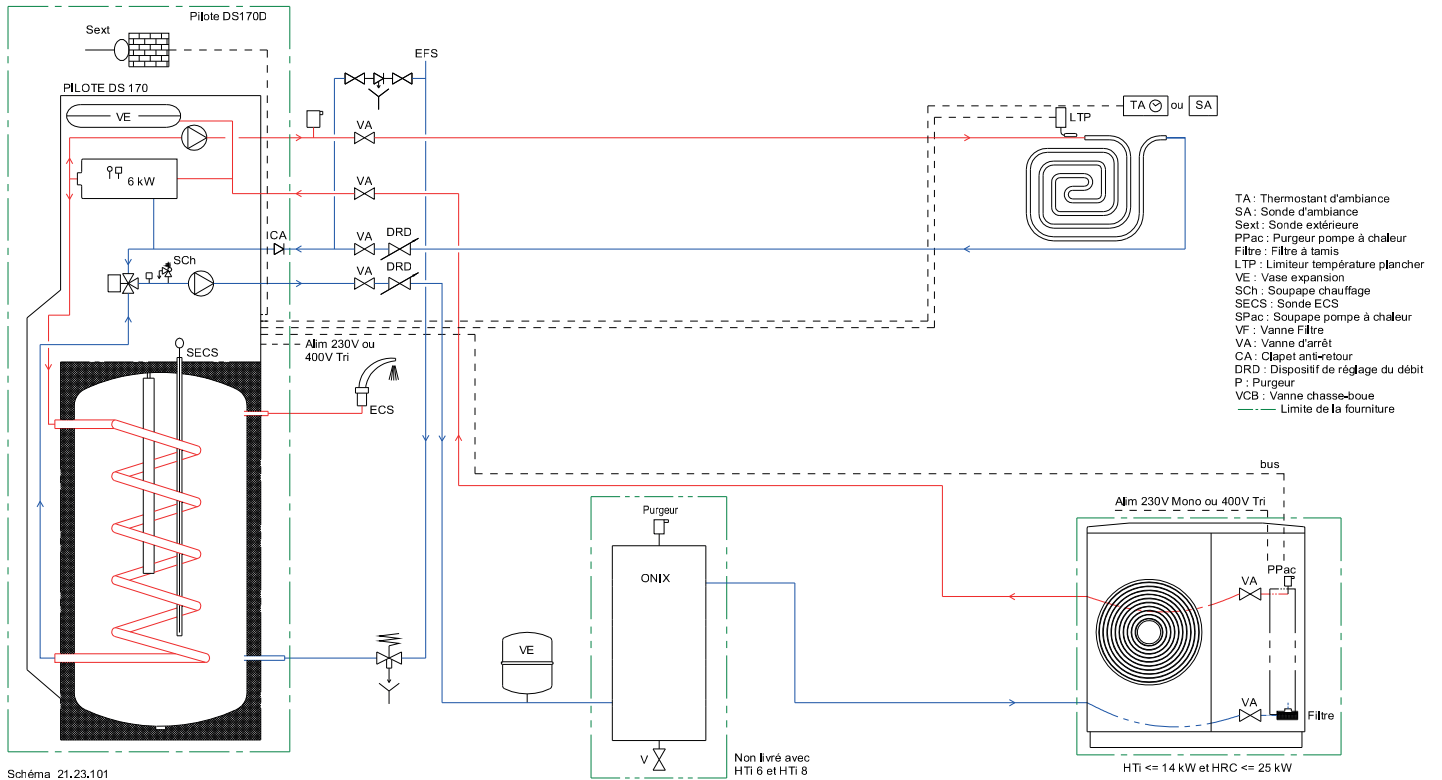 Pilote DS170D
Sext
EFS
PILOTE DS 170
VE
VA
TA ou SA
LTP
6 kW
VA
CA
VA
DRD
SCh
VA
DRD
TA : Thermostant d'ambiance
SA : Sonde d'ambiance
Sext : Sonde extérieure
PPac : Purgeur pompe à chaleur
Filtre : Filtre à tamis
LTP : Limiteur température plancher
VE : Vase expansion
SCh : Soupape chauffage
SECS : Sonde ECS
SPac : Soupape pompe à chaleur
VF : Vanne Filtre
VA : Vanne d'arrêt
CA : Clapet anti-retour
DRD : Dispositif de réglage du débit
P : Purgeur
VCB : Vanne chasse-boue
Limite de la fourniture
SECS
Alim 230V ou
400V Tri
ECS
bus
Alim 230V Mono ou 400V Tri
Purgeur
ONIX
PPac
VA
VE
VA
Filtre
V
Non livré avec
HTi 6 et HTi 8
HTi <= 14 kW et HRC <= 25 kW
Schéma 21.23.101